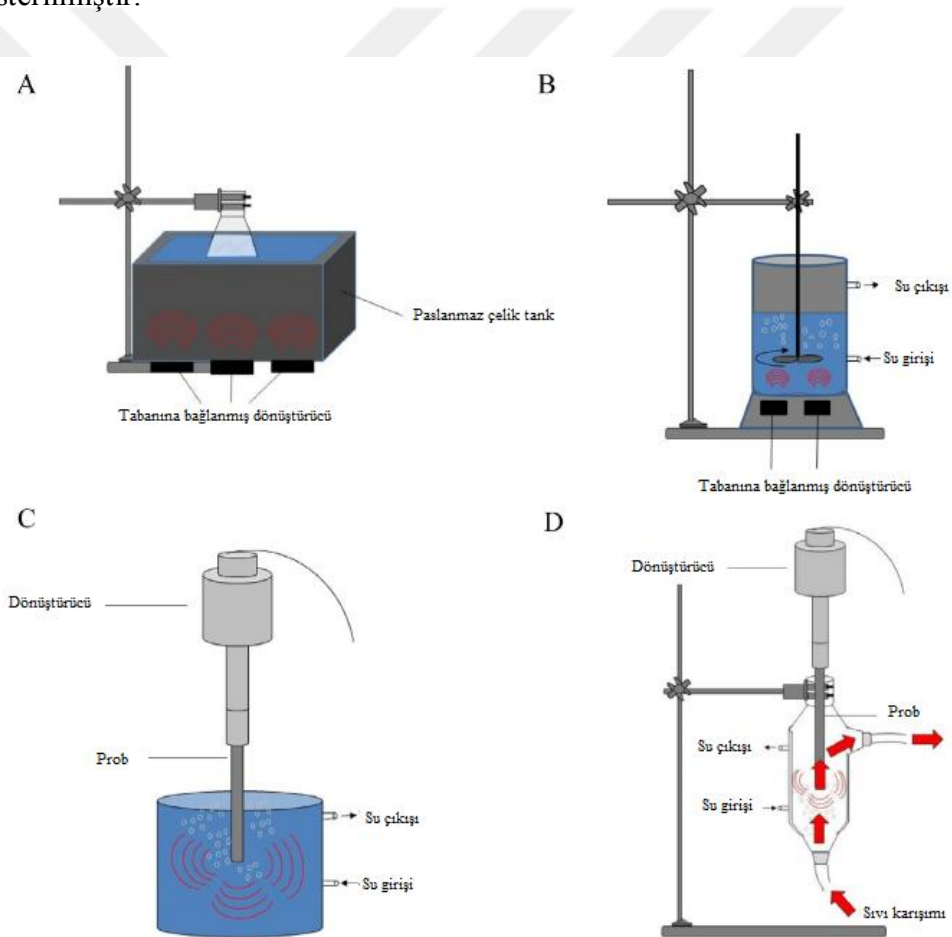 A
B
Paslanmaz çelik tank
Tabanına bağlanmış dönüştürücü
Su çıkışı
Su girişi
Tabanına bağlanmış dönüştürücü
C
Dönüştürücü
Prob
Su çıkışı
Su girişi
D
Dönüştürücü
Prob
Su çıkışı
Su girişi
Sıvı karışımı